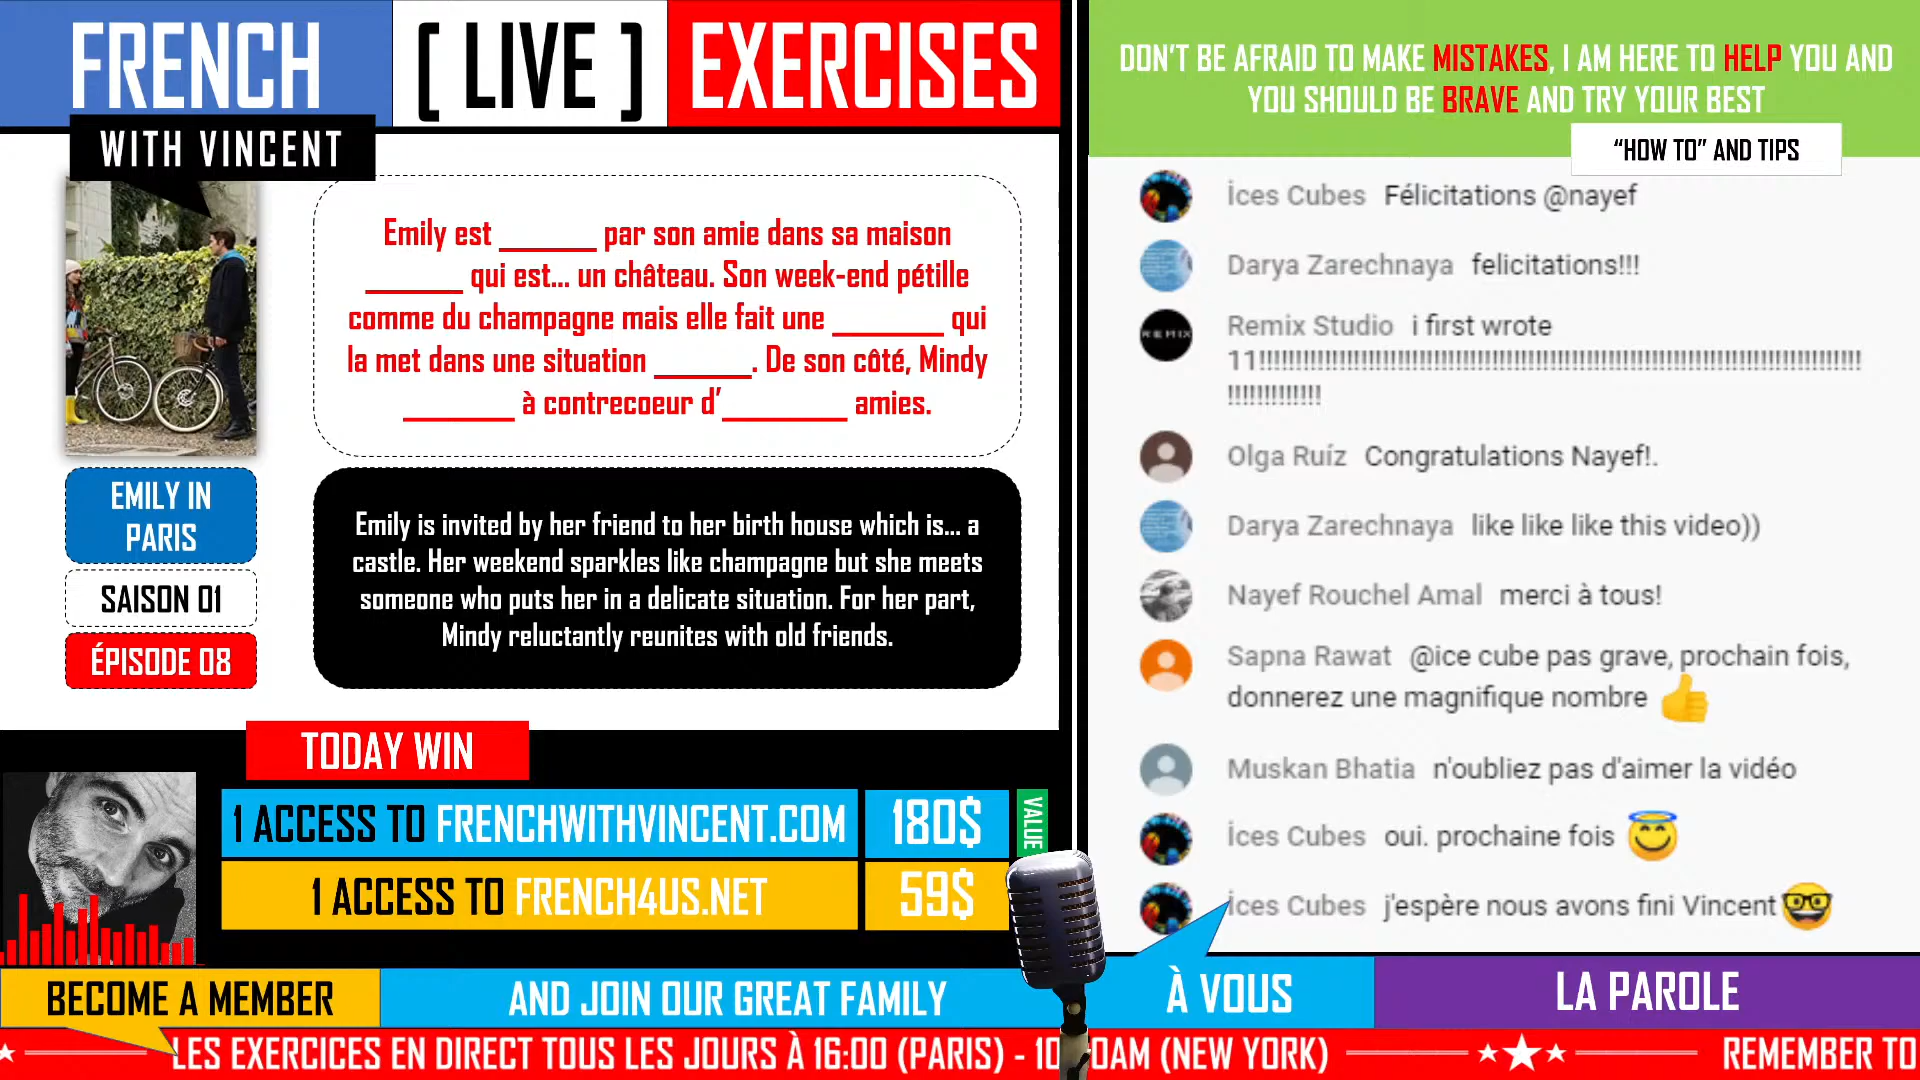 FRENCH [ LIVE ] EXERCISES
WITH VINCENT
Emily est _______ par son amie dans sa maison
_______ qui est... un château. Son week-end pétille
comme du champagne mais elle fait une ________ qui
la met dans une situation _______. De son côté, Mindy
________ à contrecoeur d'_________ amies.
EMILY IN
PARIS
SAISON 01
ÉPISODE 08
Emily is invited by her friend to her birth house which is... a
castle. Her weekend sparkles like champagne but she meets
someone who puts her in a delicate situation. For her part,
Mindy reluctantly reunites with old friends.
TODAY WIN
1 ACCESS TO FRENCHWITHVINCENT.COM 180$
VALUE
1 ACCESS TO FRENCH4US.NET 59$
BECOME A MEMBER AND JOIN OUR GREAT FAMILY
DON'T BE AFRAID TO MAKE MISTAKES, I AM HERE TO HELP YOU AND
YOU SHOULD BE BRAVE AND TRY YOUR BEST
"HOW TO" AND TIPS
İces Cubes Félicitations @nayef
Darya Zarechnaya felicitations!!!
REMIX
Remix Studio i first wrote
11!!!!!!!!!!!!!!!!!!!!!!!!!!!!!!!!!!!!!!!!!!!!!!!!!!!!!!!!!!!!!!!!!!!!!!!!!!!!!!!!!!
!!!!!!!!!!!!!
Olga Ruíz Congratulations Nayef!.
Darya Zarechnaya like like like this video))
Nayef Rouchel Amal merci à tous!
Sapna Rawat @ice cube pas grave, prochain fois,
donnerez une magnifique nombre 👍
Muskan Bhatia n'oubliez pas d'aimer la vidéo
İces Cubes oui. prochaine fois 😇
İces Cubes j'espère nous avons fini Vincent🤓
À VOUS LA PAROLE
LES EXERCICES EN DIRECT TOUS LES JOURS À 16:00 (PARIS) - 10 0AM (NEW YORK) REMEMBER TO